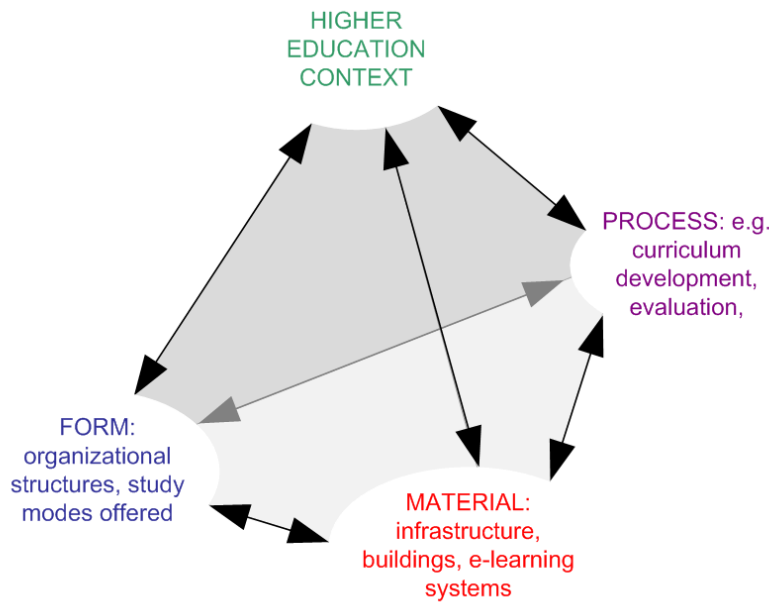 HIGHER
EDUCATION
CONTEXT
PROCESS: e.g.
curriculum
development,
evaluation,
FORM:
organizational
structures, study
modes offered
MATERIAL:
infrastructure,
buildings, e-learning
systems